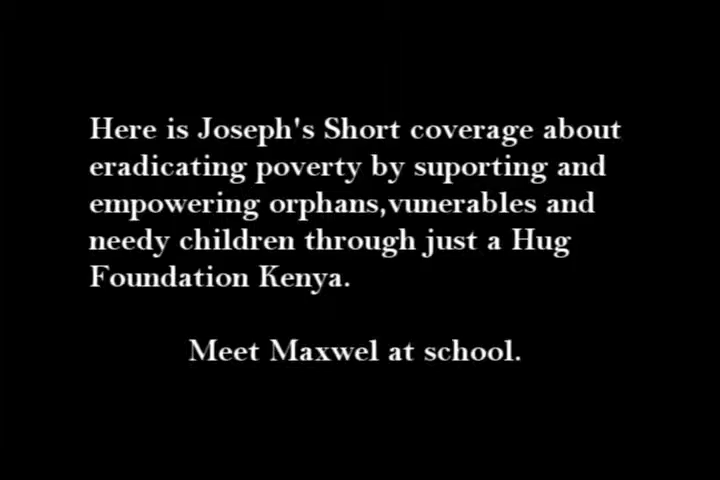 Here is Joseph's Short coverage about
eradicating poverty by suporting and
empowering orphans,vunerables and
needy children through just a Hug
Foundation Kenya.
Meet Maxwel at school.